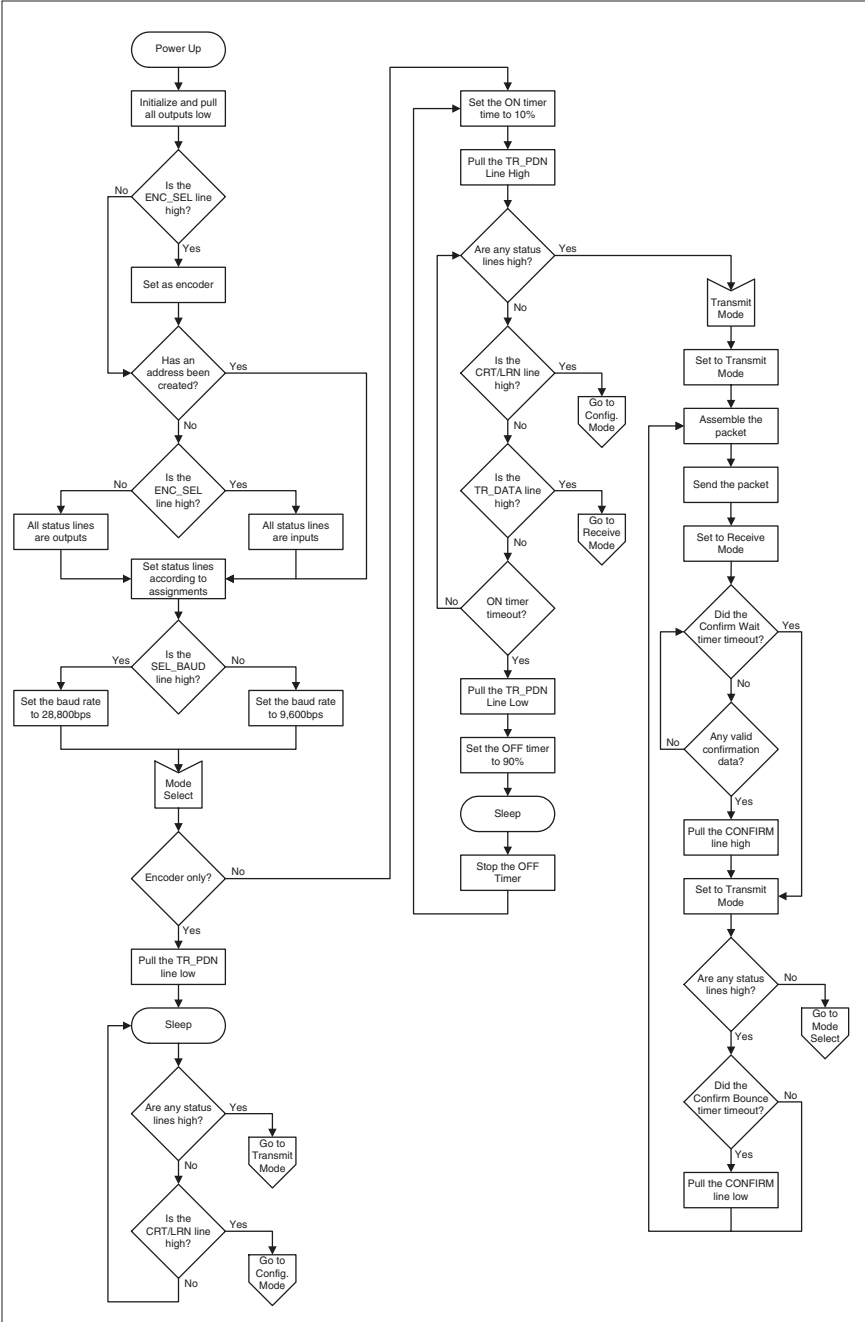 Power Up
Initialize and pull
all outputs low
Is the
ENC_SEL line
high?
No
Yes
Set as encoder
Has an
address been
created?
Yes
No
Is the
ENC_SEL
line high?
No
Yes
All status lines
are outputs
All status lines
are inputs
Set status lines
according to
assignments
Is the
SEL_BAUD
line high?
Yes
No
Set the baud rate
to 28,800bps
Set the baud rate
to 9,600bps
Mode
Select
Encoder only?
No
Yes
Pull the TR_PDN
line low
Sleep
Are any status
lines high?
Yes
Go to
Transmit
Mode
No
Is the
CRT/LRN line
high?
Yes
Go to
Config.
Mode
No
Set the ON timer
time to 10%
Pull the TR_PDN
Line High
Are any status
lines high?
Yes
No
Is the
CRT/LRN line
high?
Yes
Go to
Config.
Mode
No
Is the
TR_DATA line
high?
Yes
Go to
Receive
Mode
No
ON timer
timeout?
No
Yes
Pull the TR_PDN
Line Low
Set the OFF timer
to 90%
Sleep
Stop the OFF
Timer
Transmit
Mode
Set to Transmit
Mode
Assemble the
packet
Send the packet
Set to Receive
Mode
Did the
Confirm Wait
timer timeout?
Yes
No
Any valid
confirmation
data?
No
Yes
Pull the CONFIRM
line high
Set to Transmit
Mode
Are any status
lines high?
No
Go to
Mode
Select
Yes
Did the
Confirm Bounce
timer timeout?
No
Yes
Pull the CONFIRM
line low